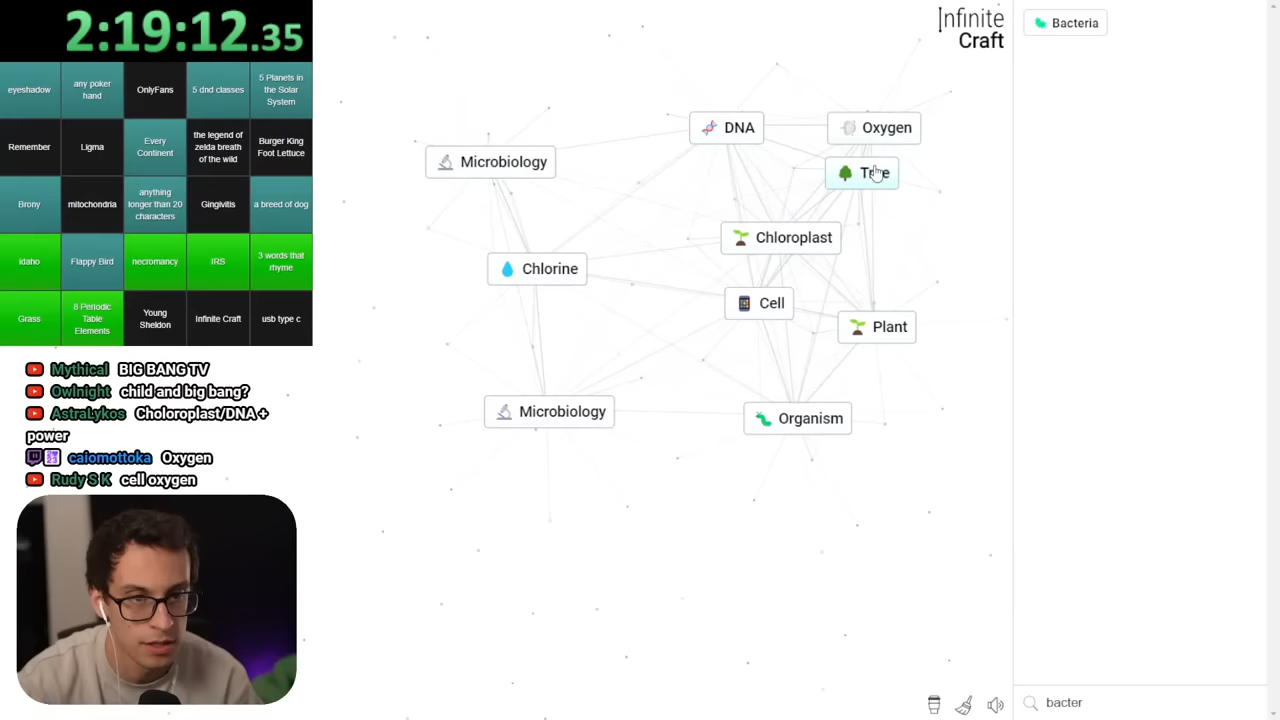 2:19:12.35
eyeshadow
any poker
hand
OnlyFans
5 dnd classes
5 Planets in
the Solar
System
Remember
Ligma
Every
Continent
the legend of
zelda breath
of the wild
Burger King
Foot Lettuce
Brony
mitochondria
anything
longer than 20
characters
Gingivitis
a breed of dog
idaho
Flappy Bird
necromancy
IRS
3 words that
rhyme
Grass
8 Periodic
Table
Elements
Young
Sheldon
Infinite Craft
usb type c
Mythical BIG BANG TV
Owlnight child and big bang?
AstraLykos Choloroplast/DNA +
power
caiomottoka Oxygen
Rudy S K cell oxygen
Infinite
Craft
DNA
Oxygen
Microbiology
Tree
Chloroplast
Chlorine
Cell
Plant
Microbiology
Organism
Bacteria
bacter